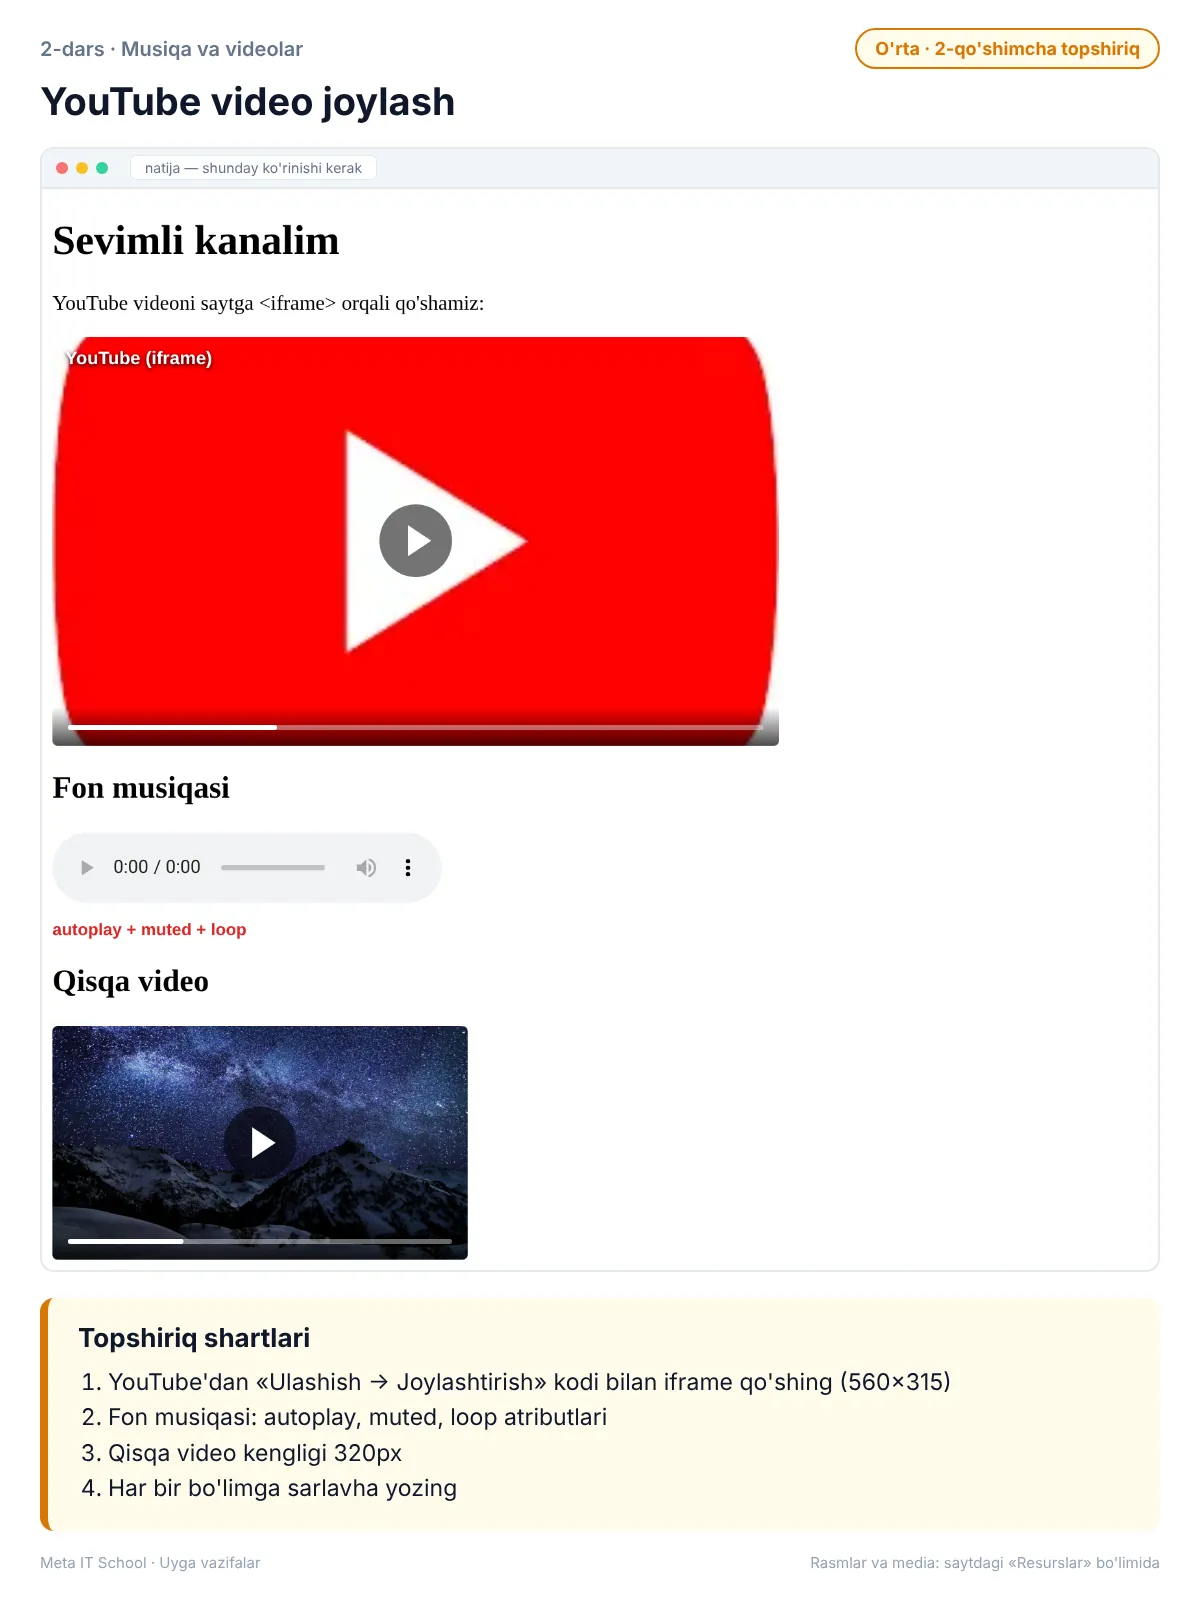 2-dars · Musiqa va videolar
O'rta · 2-qo'shimcha topshiriq
YouTube video joylash
natija — shunday ko'rinishi kerak
Sevimli kanalim
YouTube videoni saytga <iframe> orqali qo'shamiz:
YouTube (iframe)
Fon musiqasi
0:00 / 0:00
autoplay + muted + loop
Qisqa video
Topshiriq shartlari
1. YouTube'dan «Ulashish → Joylashtirish» kodi bilan iframe qo'shing (560×315)
2. Fon musiqasi: autoplay, muted, loop atributlari
3. Qisqa video kengligi 320px
4. Har bir bo'limga sarlavha yozing
Meta IT School · Uyga vazifalar
Rasmlar va media: saytdagi «Resurslar» bo'limida